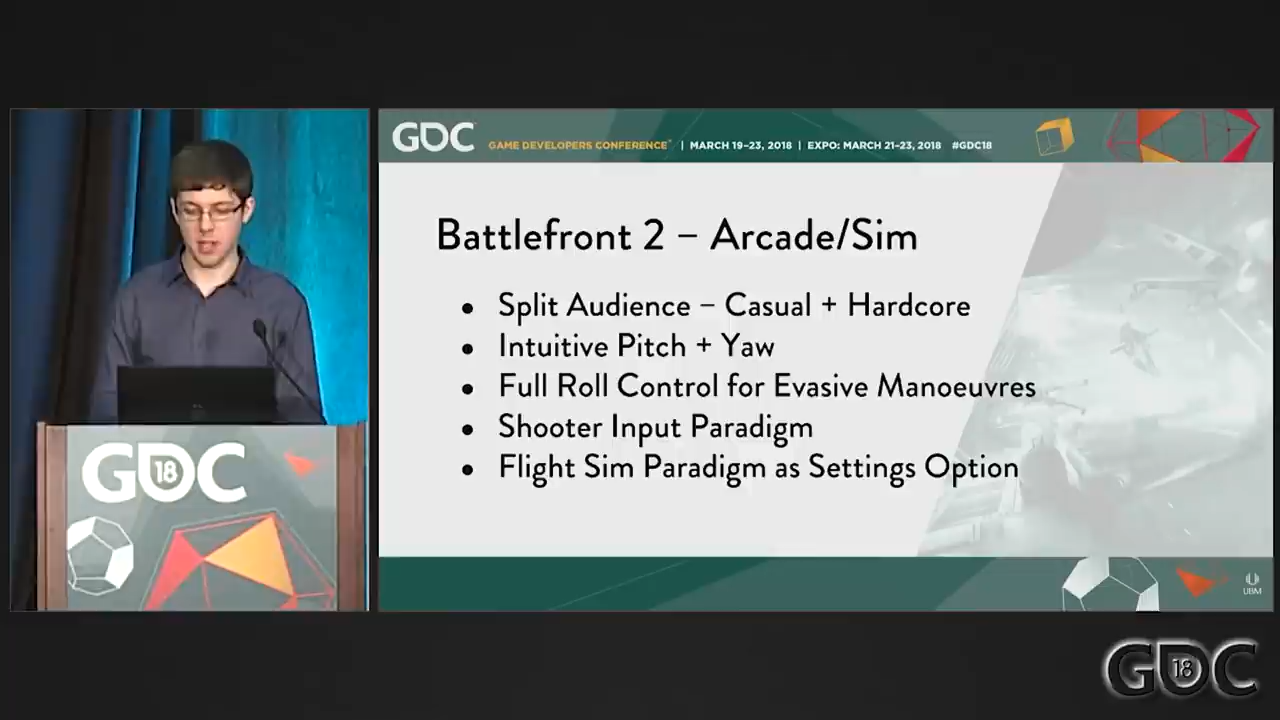 GDC GAME DEVELOPERS CONFERENCE | MARCH 19–23, 2018 | EXPO: MARCH 21–23, 2018 #GDC18
Battlefront 2 – Arcade/Sim
• Split Audience – Casual + Hardcore
• Intuitive Pitch + Yaw
• Full Roll Control for Evasive Manoeuvres
• Shooter Input Paradigm
• Flight Sim Paradigm as Settings Option
GDC 18
UBM
GDC 18